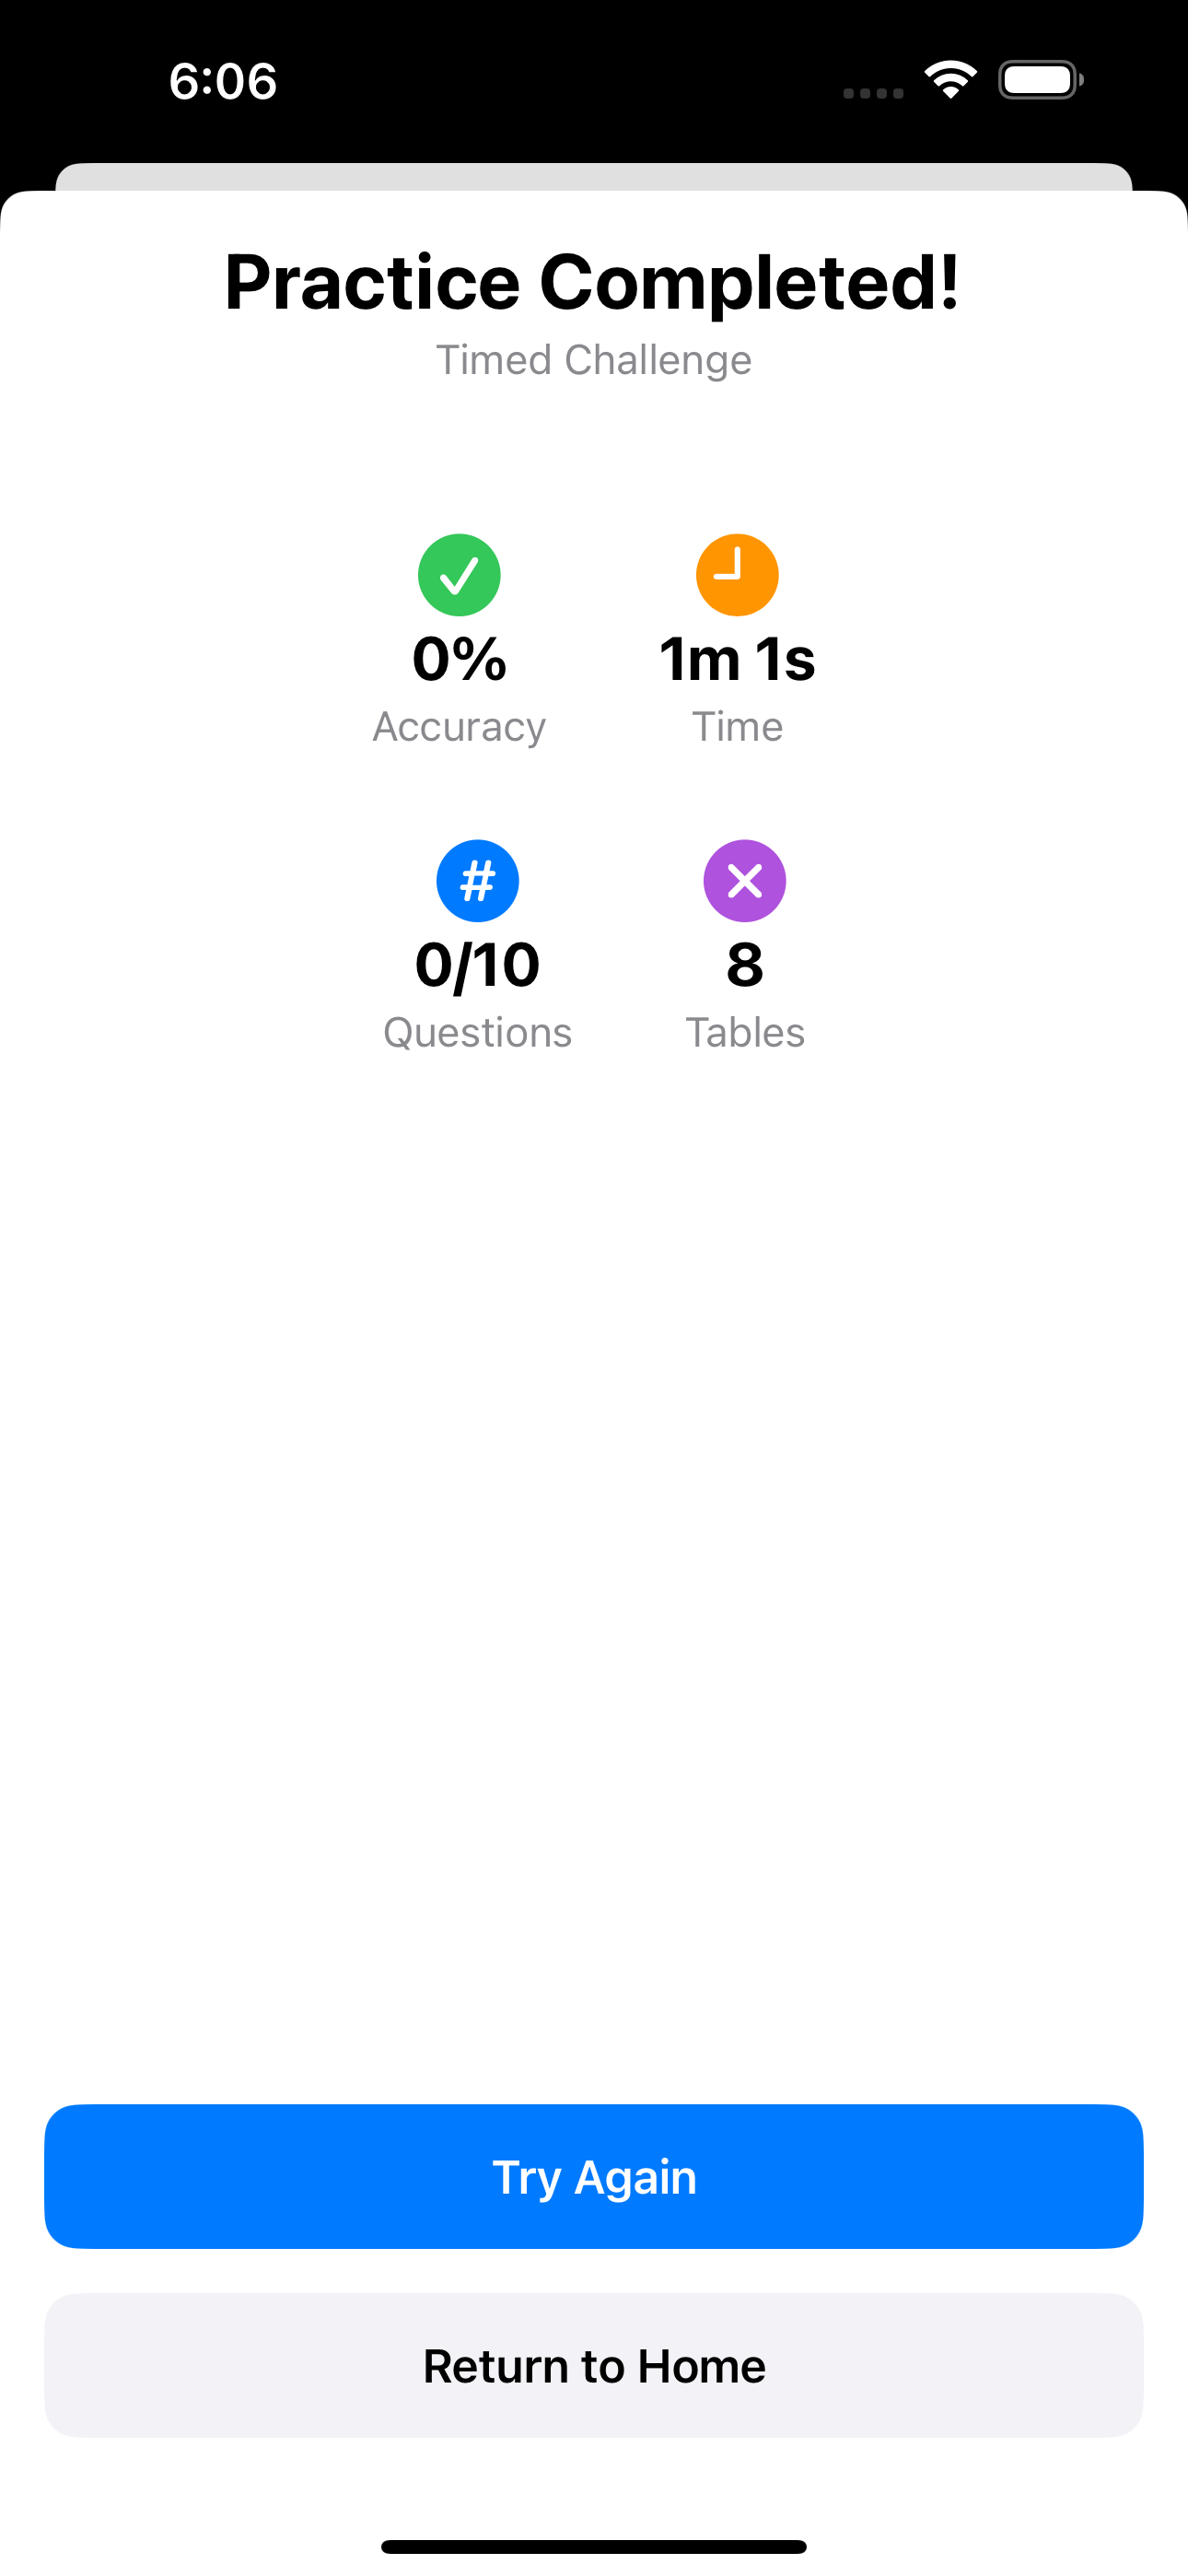 6:06
Practice Completed!
Timed Challenge
0%
1m 1s
Accuracy
Time
#
0/10
8
Questions
Tables
Try Again
Return to Home